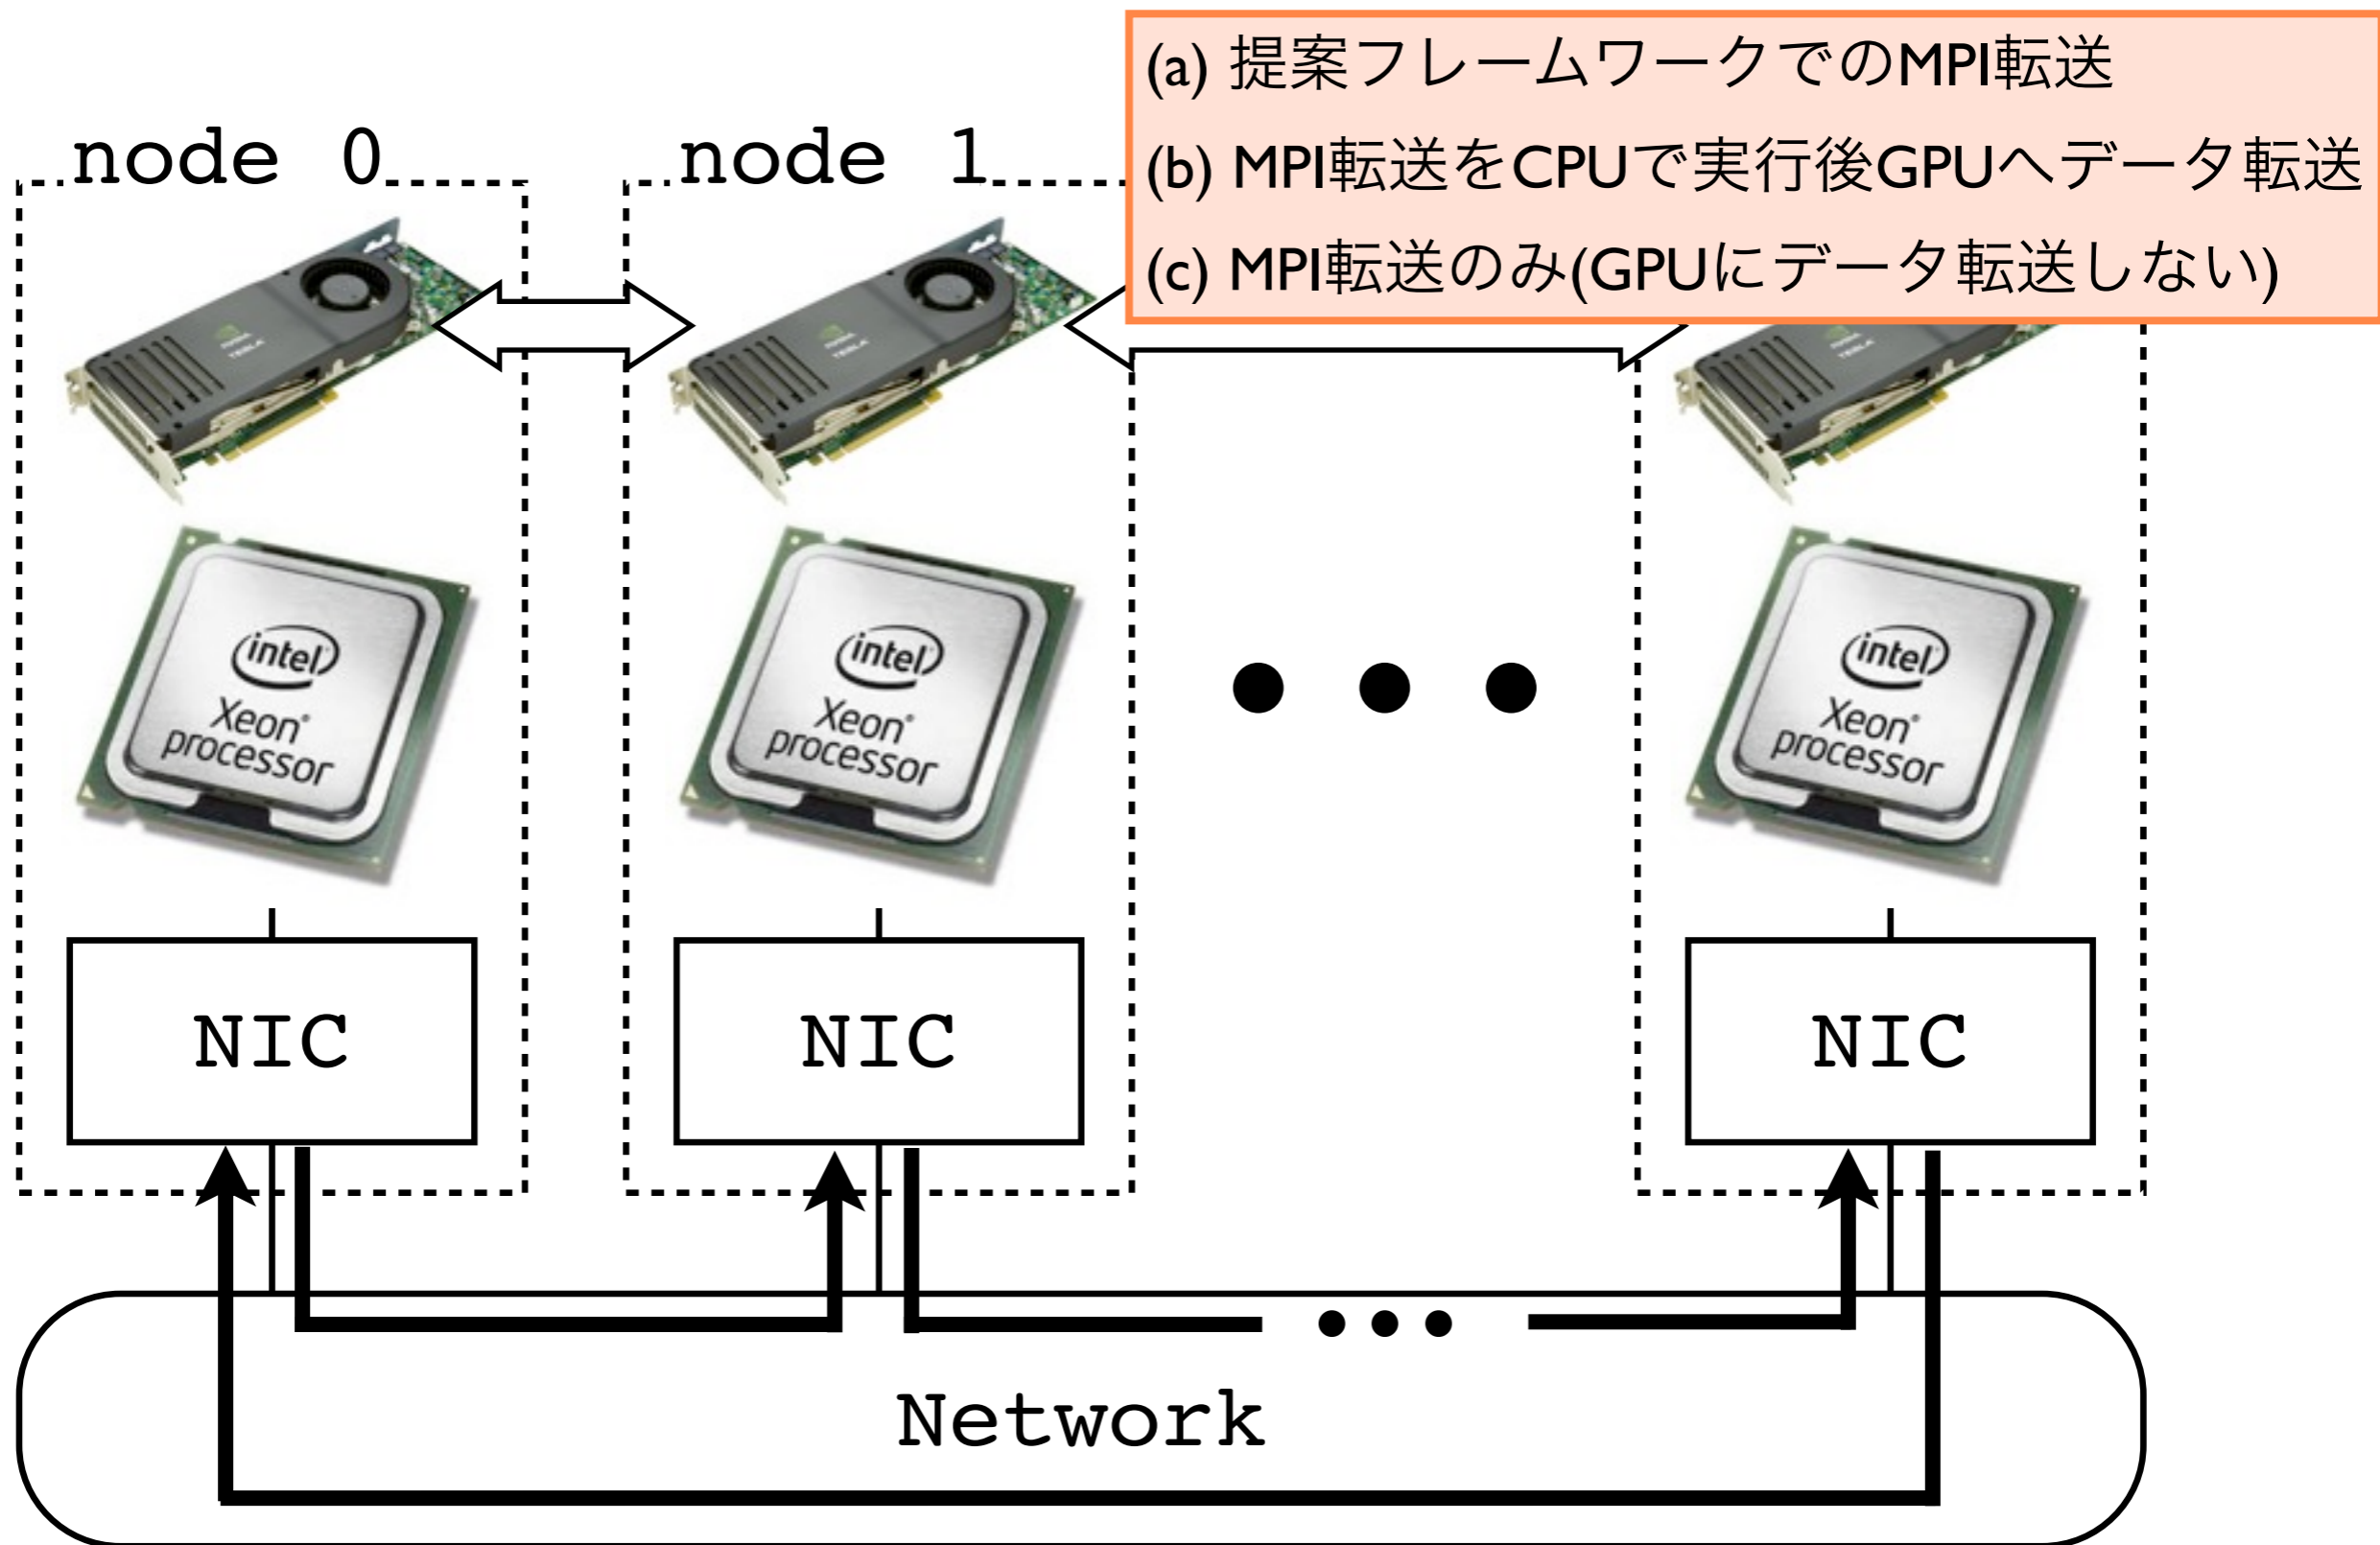 (a) 提案フレームワークでのMPI転送
(b) MPI転送をCPUで実行後GPUへデータ転送
(c) MPI転送のみ(GPUにデータ転送しない)
node 0
node 1
intel
Xeon®
processor
intel
Xeon®
processor
intel
Xeon®
processor
NIC
NIC
NIC
Network